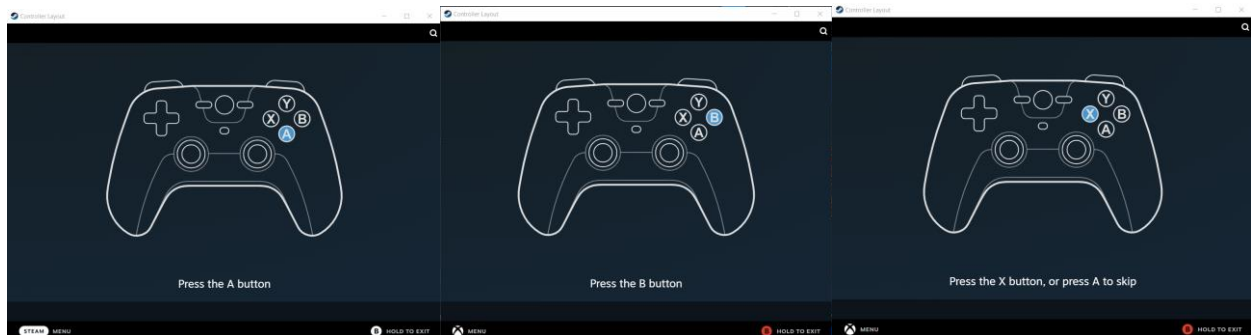 Controller Layout
Y
X B
A
Press the A button
STEAM MENU B HOLD TO EXIT
Controller Layout
Y
X B
A
Press the B button
MENU B HOLD TO EXIT
Controller Layout
Y
X B
A
Press the X button, or press A to skip
MENU B HOLD TO EXIT